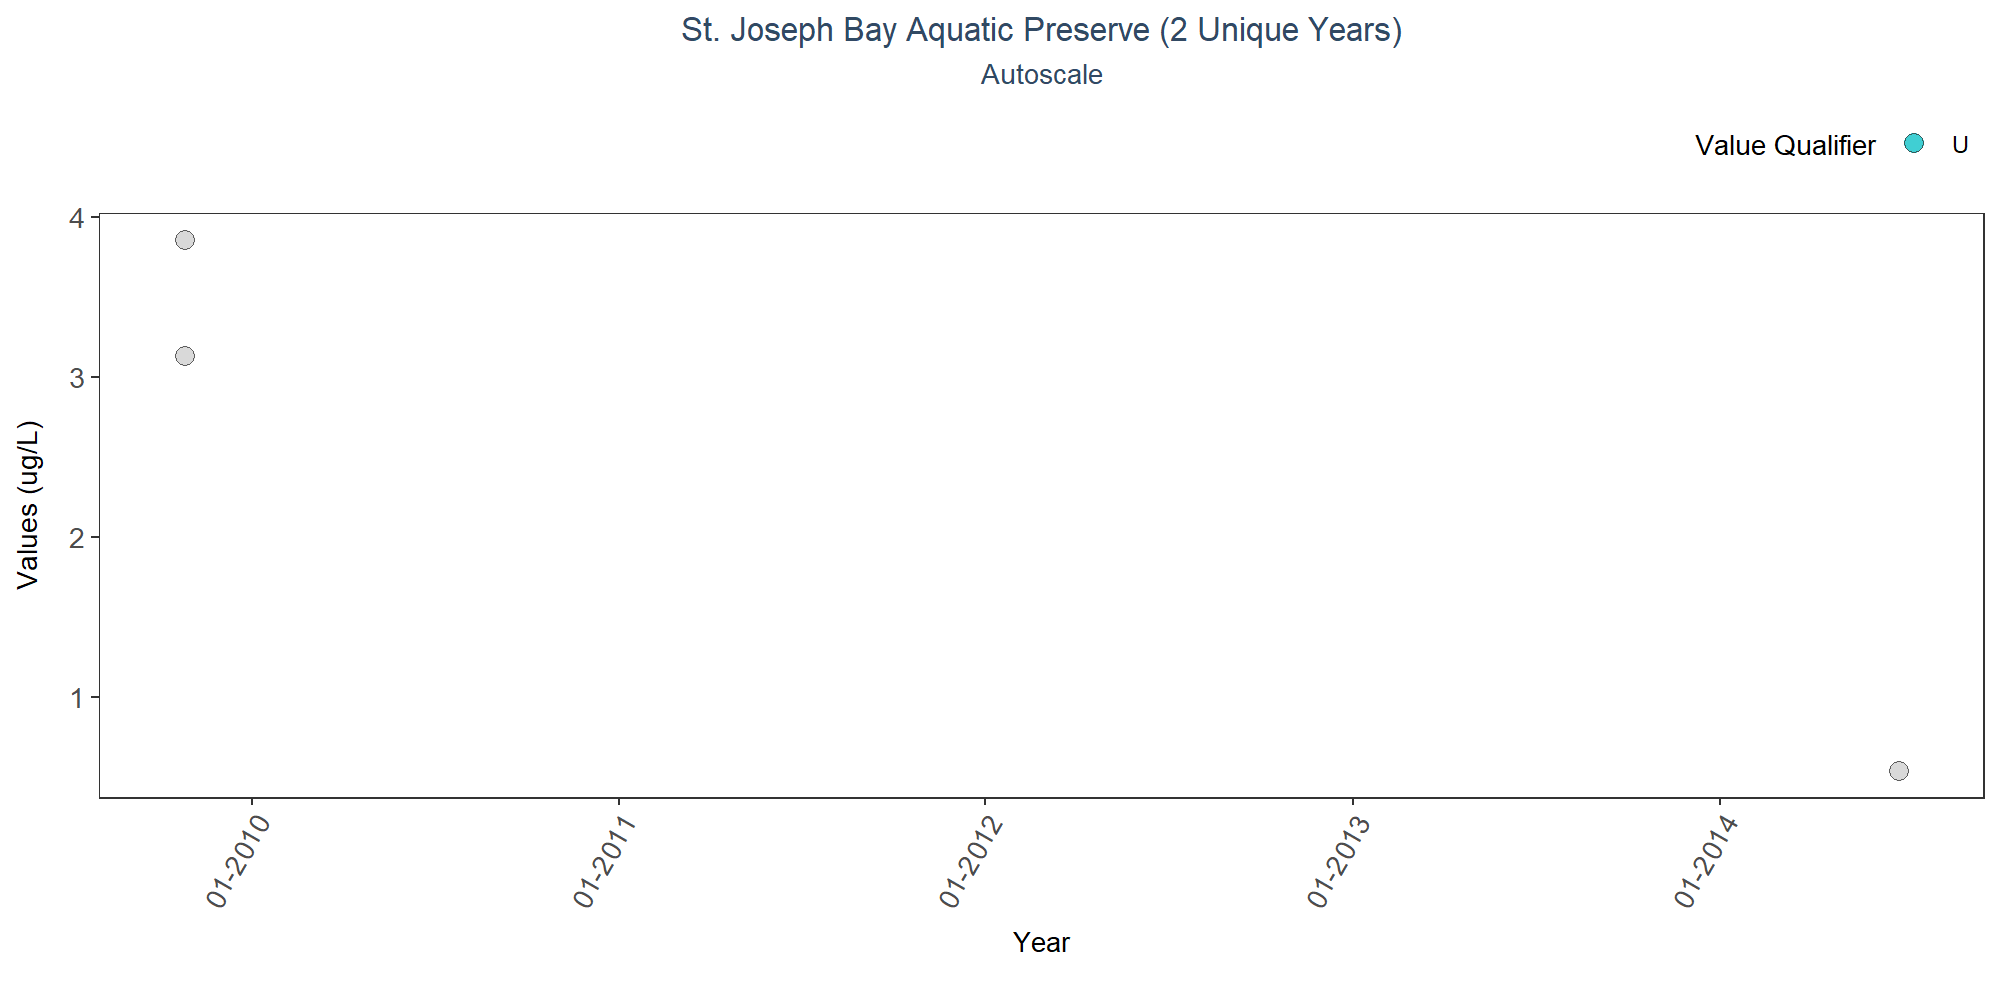 St. Joseph Bay Aquatic Preserve (2 Unique Years)
Autoscale
Value Qualifier U
4
3
2
1
Values (ug/L)
01-2010
01-2011
01-2012
01-2013
01-2014
Year